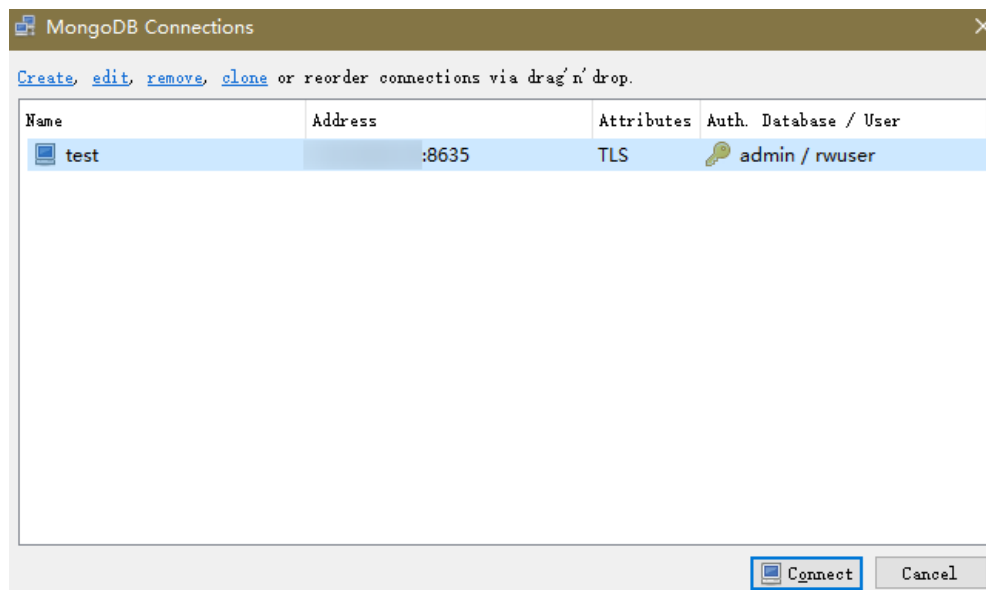 MongoDB Connections
Create, edit, remove, clone or reorder connections via drag'n'drop.
Name Address Attributes Auth. Database / User
test :8635 TLS admin / rwuser
Connect Cancel